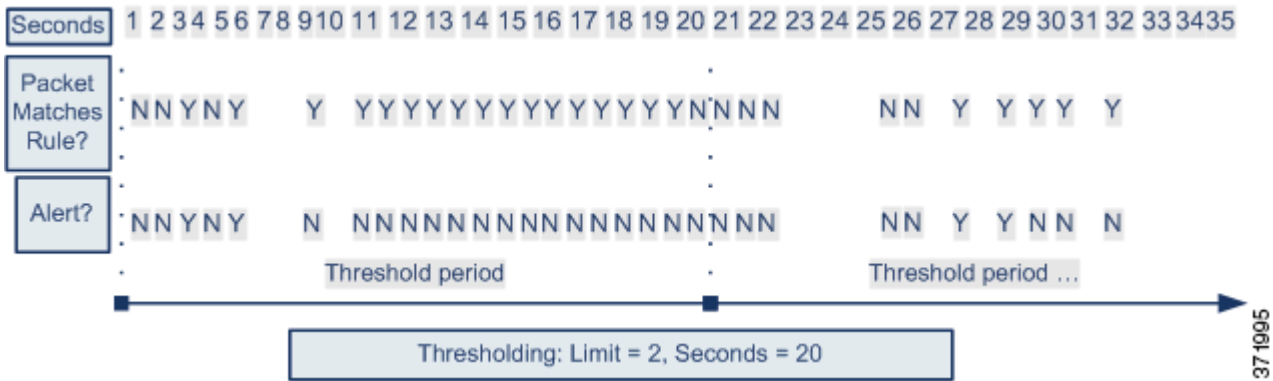 Seconds 1 2 3 4 5 6 7 8 9 10 11 12 13 14 15 16 17 18 19 20 21 22 23 24 25 26 27 28 29 30 31 32 33 34 35
Packet
Matches
Rule?
N N Y N Y Y Y Y Y Y Y Y Y Y Y Y Y Y Y Y N N N N N N Y Y Y Y Y
Alert?
N N Y N Y N N N N N N N N N N N N N N N N N N N N N Y Y N N N
Threshold period
Threshold period ...
Thresholding: Limit = 2, Seconds = 20
371995